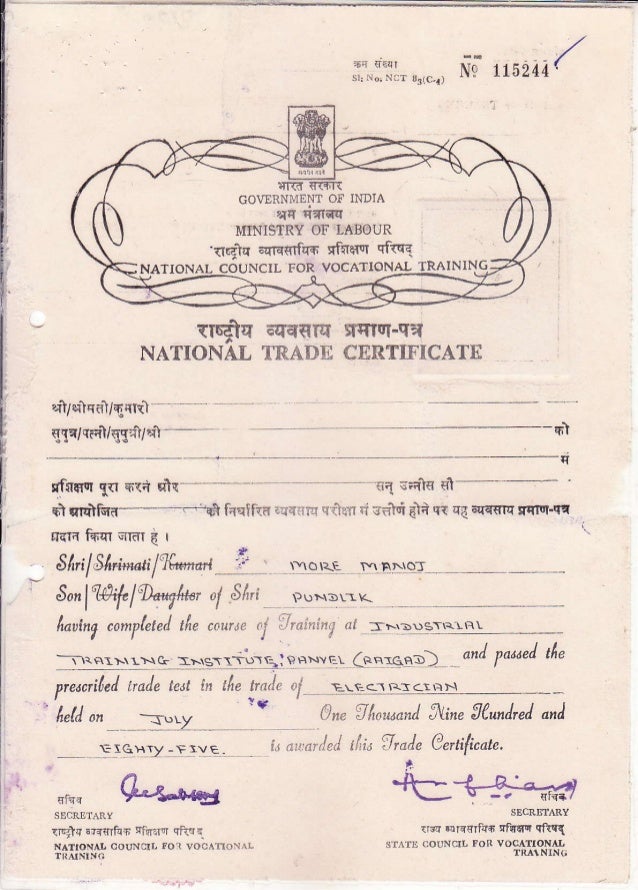 क्रम संख्या
Sl: No: NCT 83(C-4) № 115244
भारत सरकार
GOVERNMENT OF INDIA
श्रम मंत्रालय
MINISTRY OF LABOUR
राष्ट्रीय व्यावसायिक प्रशिक्षण परिषद्
NATIONAL COUNCIL FOR VOCATIONAL TRAINING
राष्ट्रीय व्यवसाय प्रमाण-पत्र
NATIONAL TRADE CERTIFICATE
श्री/श्रीमती/कुमारी
सुपुत्र/पत्नी/सुपुत्री/श्री को
में
प्रशिक्षण पूरा करने और सन् उन्नीस सौ
को आयोजित की निर्धारित व्यवसाय परीक्षा में उत्तीर्ण होने पर यह व्यवसाय प्रमाण-पत्र
प्रदान किया जाता है ।
Shri/Shrimati/Kumari MORE MANOJ
Son/Wife/Daughter of Shri PUNDLIK
having completed the course of Training at INDUSTRIAL
TRAINING INSTITUTE, PANVEL (RAIGAD) and passed the
prescribed trade test in the trade of ELECTRICIAN
held on JULY One Thousand Nine Hundred and
EIGHTY-FIVE. is awarded this Trade Certificate.
सचिव सचिव
SECRETARY SECRETARY
राष्ट्रीय व्यावसायिक प्रशिक्षण परिषद् राज्य व्यावसायिक प्रशिक्षण परिषद्
NATIONAL COUNCIL FOR VOCATIONAL STATE COUNCIL FOR VOCATIONAL
TRAINING TRAINING